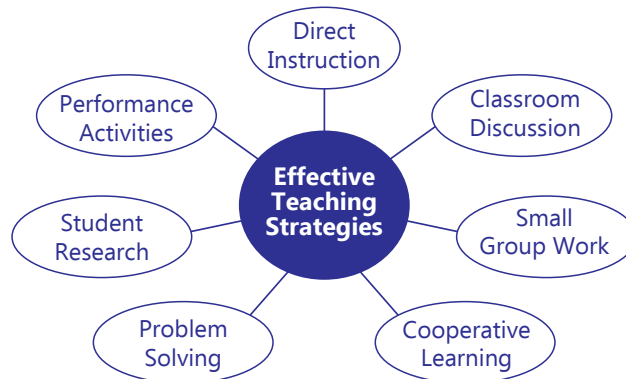 Direct
Instruction
Performance
Activities
Classroom
Discussion
Effective
Teaching
Strategies
Student
Research
Small
Group Work
Problem
Solving
Cooperative
Learning